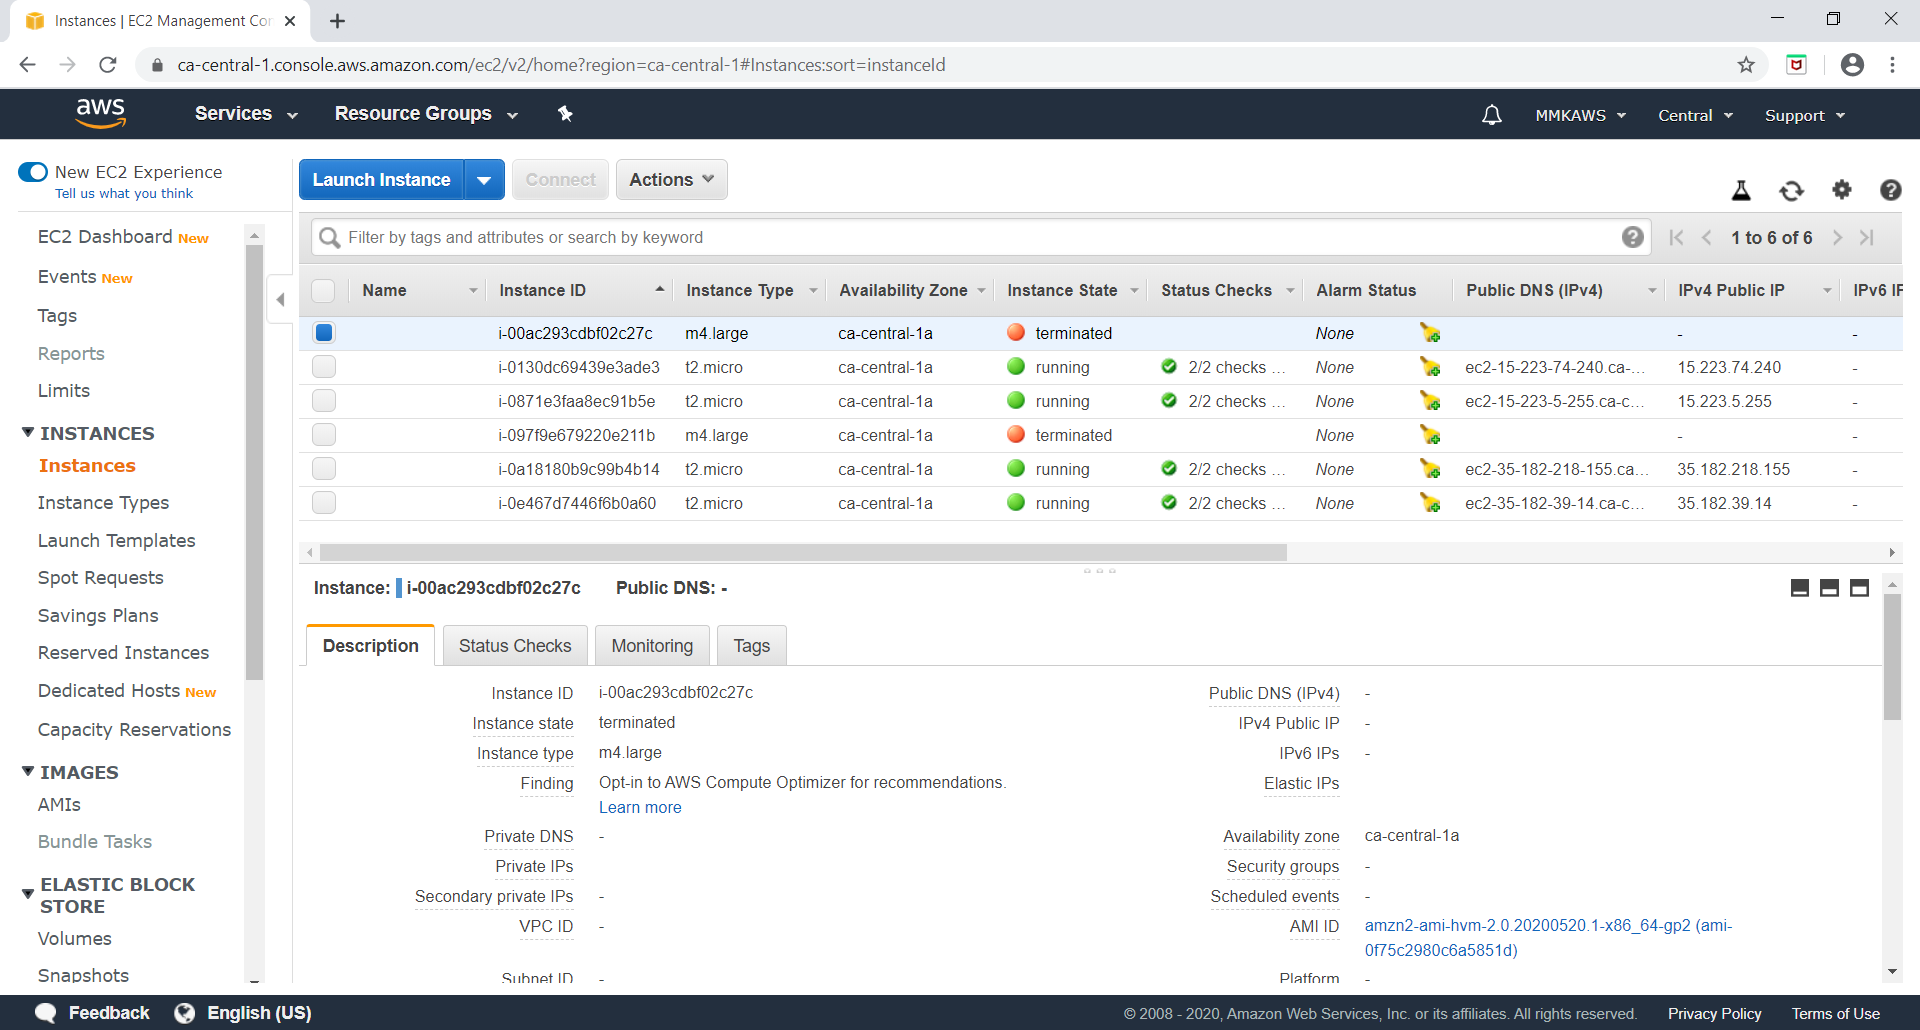 Instances | EC2 Management Con
ca-central-1.console.aws.amazon.com/ec2/v2/home?region=ca-central-1#Instances:sort=instanceId
aws Services Resource Groups MMKAWS Central Support
New EC2 Experience
Tell us what you think
EC2 Dashboard New
Events New
Tags
Reports
Limits
INSTANCES
Instances
Instance Types
Launch Templates
Spot Requests
Savings Plans
Reserved Instances
Dedicated Hosts New
Capacity Reservations
IMAGES
AMIs
Bundle Tasks
ELASTIC BLOCK
STORE
Volumes
Snapshots
Launch Instance Connect Actions
Filter by tags and attributes or search by keyword 1 to 6 of 6
Name Instance ID Instance Type Availability Zone Instance State Status Checks Alarm Status Public DNS (IPv4) IPv4 Public IP IPv6 IP
i-00ac293cdbf02c27c m4.large ca-central-1a terminated None - -
i-0130dc69439e3ade3 t2.micro ca-central-1a running 2/2 checks ... None ec2-15-223-74-240.ca-... 15.223.74.240 -
i-0871e3faa8ec91b5e t2.micro ca-central-1a running 2/2 checks ... None ec2-15-223-5-255.ca-c... 15.223.5.255 -
i-097f9e679220e211b m4.large ca-central-1a terminated None - -
i-0a18180b9c99b4b14 t2.micro ca-central-1a running 2/2 checks ... None ec2-35-182-218-155.ca... 35.182.218.155 -
i-0e467d7446f6b0a60 t2.micro ca-central-1a running 2/2 checks ... None ec2-35-182-39-14.ca-c... 35.182.39.14 -
Instance: i-00ac293cdbf02c27c Public DNS: -
Description Status Checks Monitoring Tags
Instance ID i-00ac293cdbf02c27c
Instance state terminated
Instance type m4.large
Finding Opt-in to AWS Compute Optimizer for recommendations.
Learn more
Private DNS -
Private IPs
Secondary private IPs -
VPC ID -
Subnet ID -
Public DNS (IPv4) -
IPv4 Public IP -
IPv6 IPs -
Elastic IPs
Availability zone ca-central-1a
Security groups -
Scheduled events -
AMI ID amzn2-ami-hvm-2.0.20200520.1-x86_64-gp2 (ami-
0f75c2980c6a5851d)
Platform -
Feedback English (US) © 2008 - 2020, Amazon Web Services, Inc. or its affiliates. All rights reserved. Privacy Policy Terms of Use